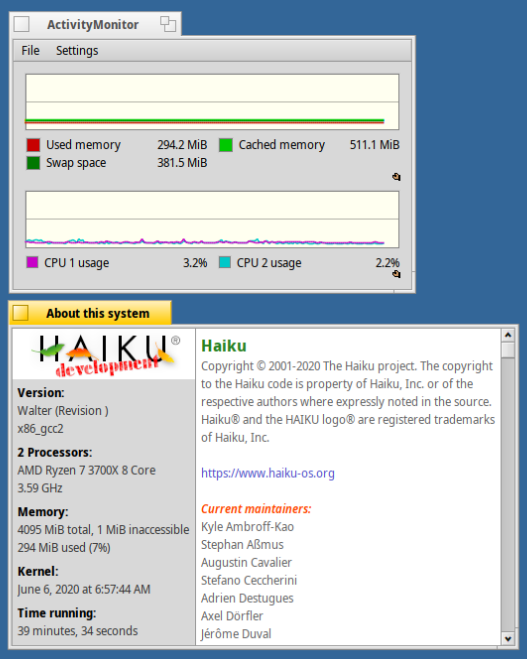 ActivityMonitor
File Settings
Used memory 294.2 MiB Cached memory 511.1 MiB
Swap space 381.5 MiB
CPU 1 usage 3.2% CPU 2 usage 2.2%
About this system
HAIKU®
development
Version:
Walter (Revision )
x86_gcc2
2 Processors:
AMD Ryzen 7 3700X 8 Core
3.59 GHz
Memory:
4095 MiB total, 1 MiB inaccessible
294 MiB used (7%)
Kernel:
June 6, 2020 at 6:57:44 AM
Time running:
39 minutes, 34 seconds
Haiku
Copyright © 2001-2020 The Haiku project. The copyright
to the Haiku code is property of Haiku, Inc. or of the
respective authors where expressly noted in the source.
Haiku® and the HAIKU logo® are registered trademarks
of Haiku, Inc.
https://www.haiku-os.org
Current maintainers:
Kyle Ambroff-Kao
Stephan Aßmus
Augustin Cavalier
Stefano Ceccherini
Adrien Destugues
Axel Dörfler
Jérôme Duval